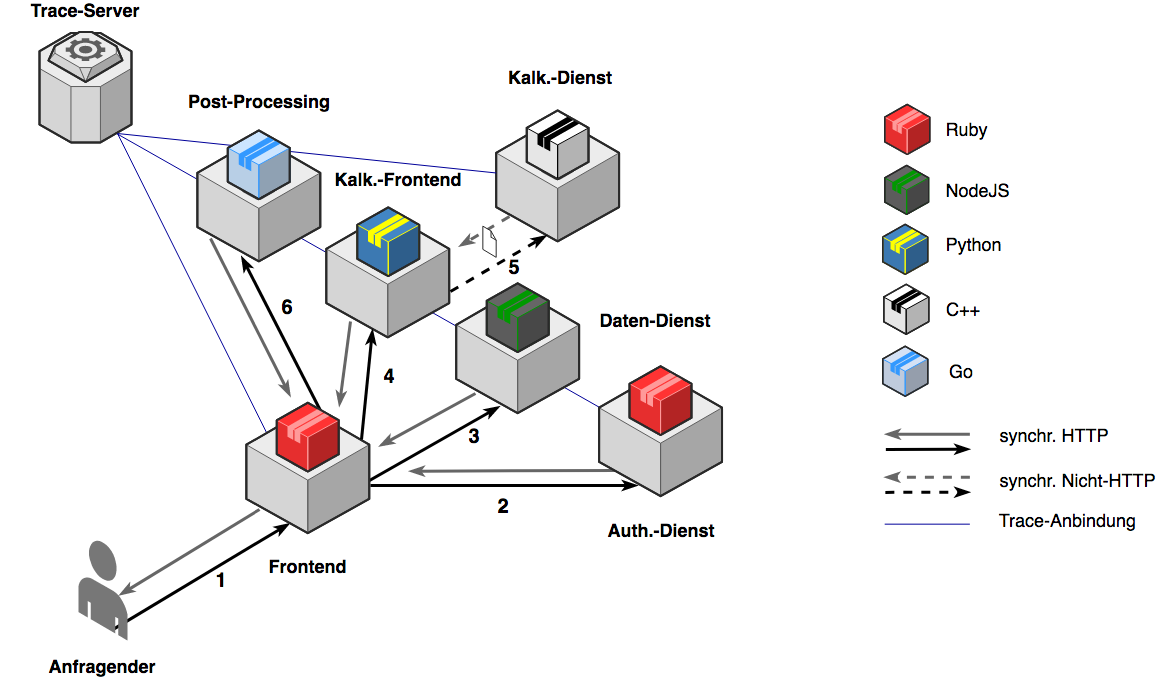 Trace-Server
Kalk.-Dienst
Post-Processing
Kalk.-Frontend
5
6
Daten-Dienst
4
3
2
Auth.-Dienst
Frontend
1
Anfragender
Ruby
NodeJS
Python
C++
Go
synchr. HTTP
synchr. Nicht-HTTP
Trace-Anbindung